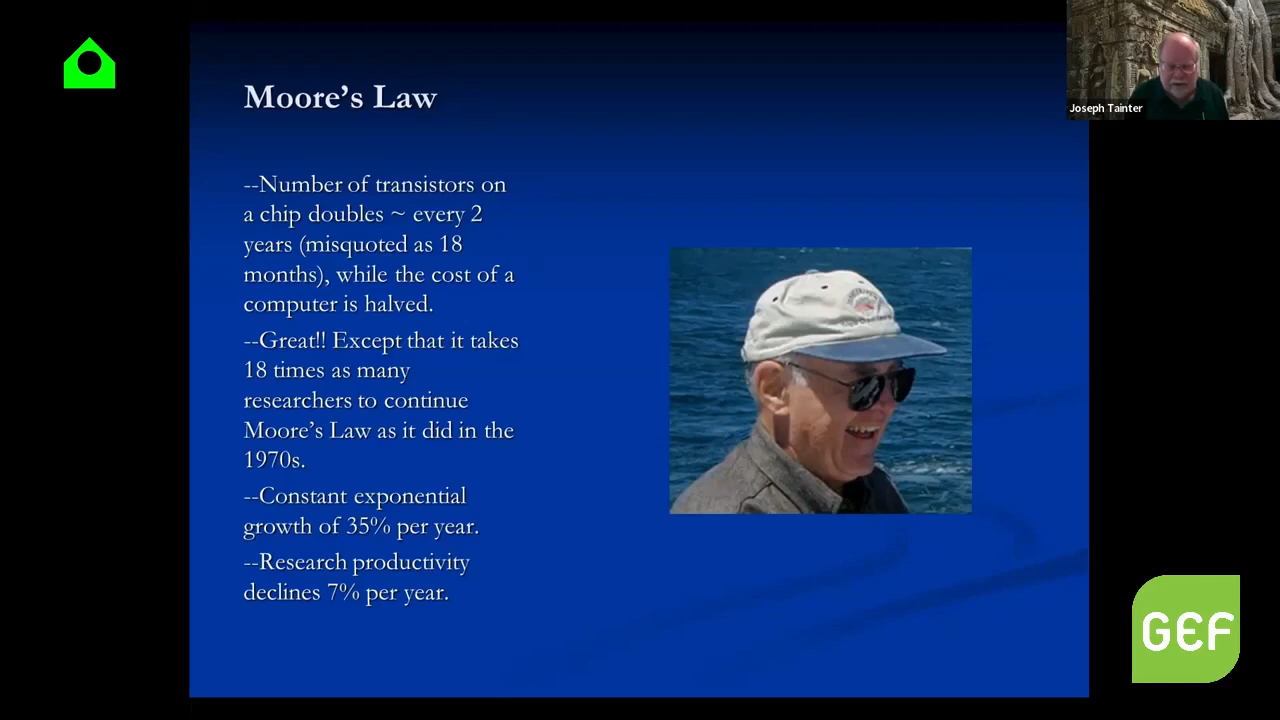 Moore’s Law
--Number of transistors on
a chip doubles ~ every 2
years (misquoted as 18
months), while the cost of a
computer is halved.
--Great!! Except that it takes
18 times as many
researchers to continue
Moore’s Law as it did in the
1970s.
--Constant exponential
growth of 35% per year.
--Research productivity
declines 7% per year.
Joseph Tainter
GEF